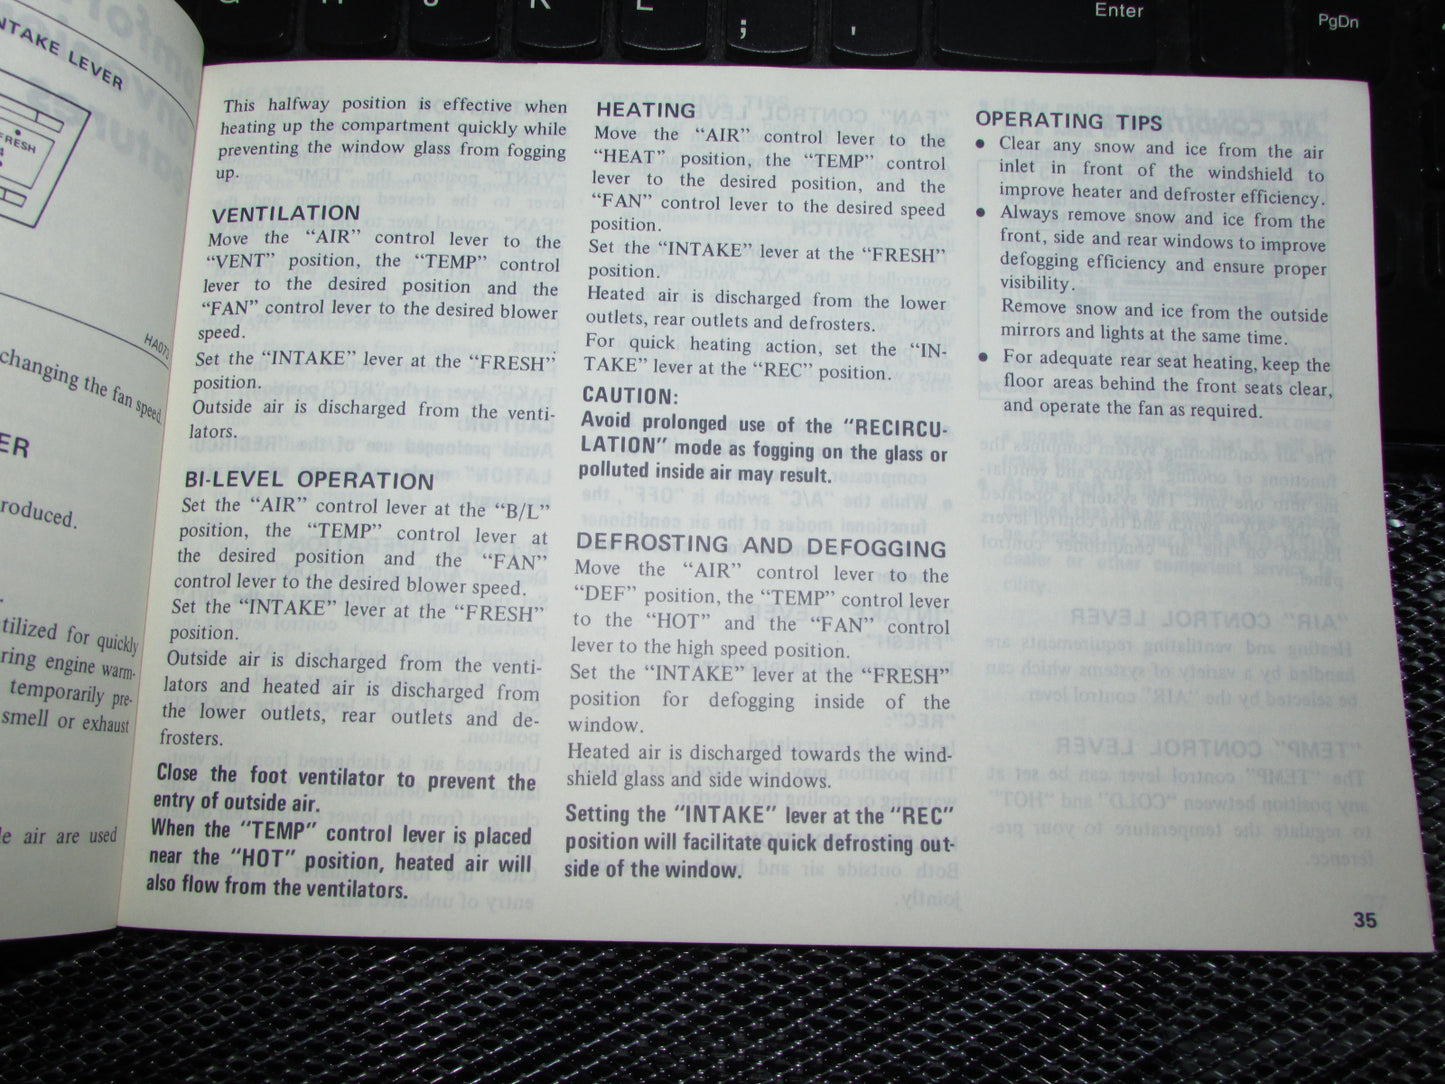 Enter
PgDn
K
L
;
'
INTAKE LEVER
FRESH
HA073
changing the fan speed.
ER
roduced.
tilized for quickly
ring engine warm-
temporarily pre-
smell or exhaust
le air are used
This halfway position is effective when
heating up the compartment quickly while
preventing the window glass from fogging
up.
VENTILATION
Move the “AIR” control lever to the
“VENT” position, the “TEMP” control
lever to the desired position and the
“FAN” control lever to the desired blower
speed.
Set the “INTAKE” lever at the “FRESH”
position.
Outside air is discharged from the venti-
lators.
BI-LEVEL OPERATION
Set the “AIR” control lever at the “B/L”
position, the “TEMP” control lever at
the desired position and the “FAN”
control lever to the desired blower speed.
Set the “INTAKE” lever at the “FRESH”
position.
Outside air is discharged from the venti-
lators and heated air is discharged from
the lower outlets, rear outlets and de-
frosters.
Close the foot ventilator to prevent the
entry of outside air.
When the “TEMP” control lever is placed
near the “HOT” position, heated air will
also flow from the ventilators.
HEATING
Move the “AIR” control lever to the
“HEAT” position, the “TEMP” control
lever to the desired position, and the
“FAN” control lever to the desired speed
position.
Set the “INTAKE” lever at the “FRESH”
position.
Heated air is discharged from the lower
outlets, rear outlets and defrosters.
For quick heating action, set the “IN-
TAKE” lever at the “REC” position.
CAUTION:
Avoid prolonged use of the “RECIRCU-
LATION” mode as fogging on the glass or
polluted inside air may result.
DEFROSTING AND DEFOGGING
Move the “AIR” control lever to the
“DEF” position, the “TEMP” control lever
to the “HOT” and the “FAN” control
lever to the high speed position.
Set the “INTAKE” lever at the “FRESH”
position for defogging inside of the
window.
Heated air is discharged towards the wind-
shield glass and side windows.
Setting the “INTAKE” lever at the “REC”
position will facilitate quick defrosting out-
side of the window.
OPERATING TIPS
● Clear any snow and ice from the air
inlet in front of the windshield to
improve heater and defroster efficiency.
● Always remove snow and ice from the
front, side and rear windows to improve
defogging efficiency and ensure proper
visibility.
Remove snow and ice from the outside
mirrors and lights at the same time.
● For adequate rear seat heating, keep the
floor areas behind the front seats clear,
and operate the fan as required.
35